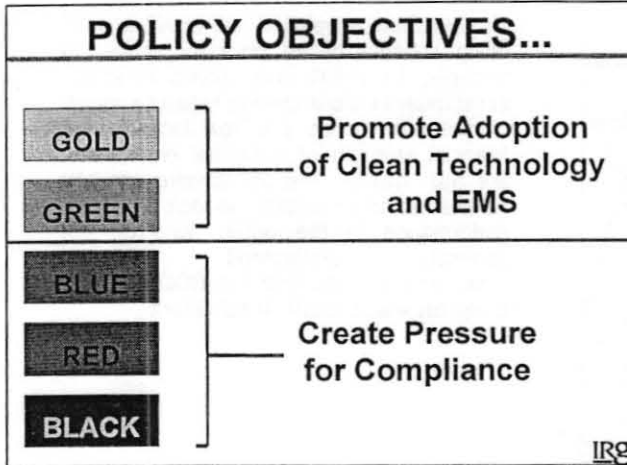 POLICY OBJECTIVES...
GOLD
GREEN
Promote Adoption
of Clean Technology
and EMS
BLUE
RED
BLACK
Create Pressure
for Compliance
IRg